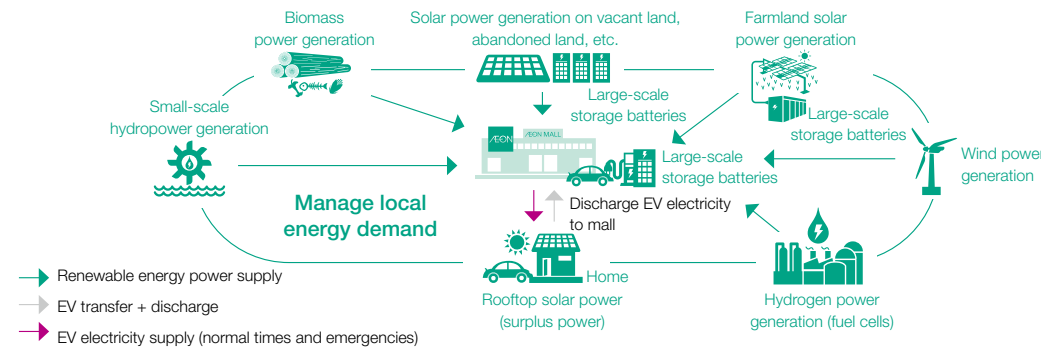 Biomass
power generation
Solar power generation on vacant land,
abandoned land, etc.
Farmland solar
power generation
Small-scale
hydropower generation
Large-scale
storage batteries
Large-scale
storage batteries
ÆON
ÆON MALL
Large-scale
storage batteries
Wind power
generation
Manage local
energy demand
Discharge EV electricity
to mall
Home
Rooftop solar power
(surplus power)
Hydrogen power
generation (fuel cells)
Renewable energy power supply
EV transfer + discharge
EV electricity supply (normal times and emergencies)